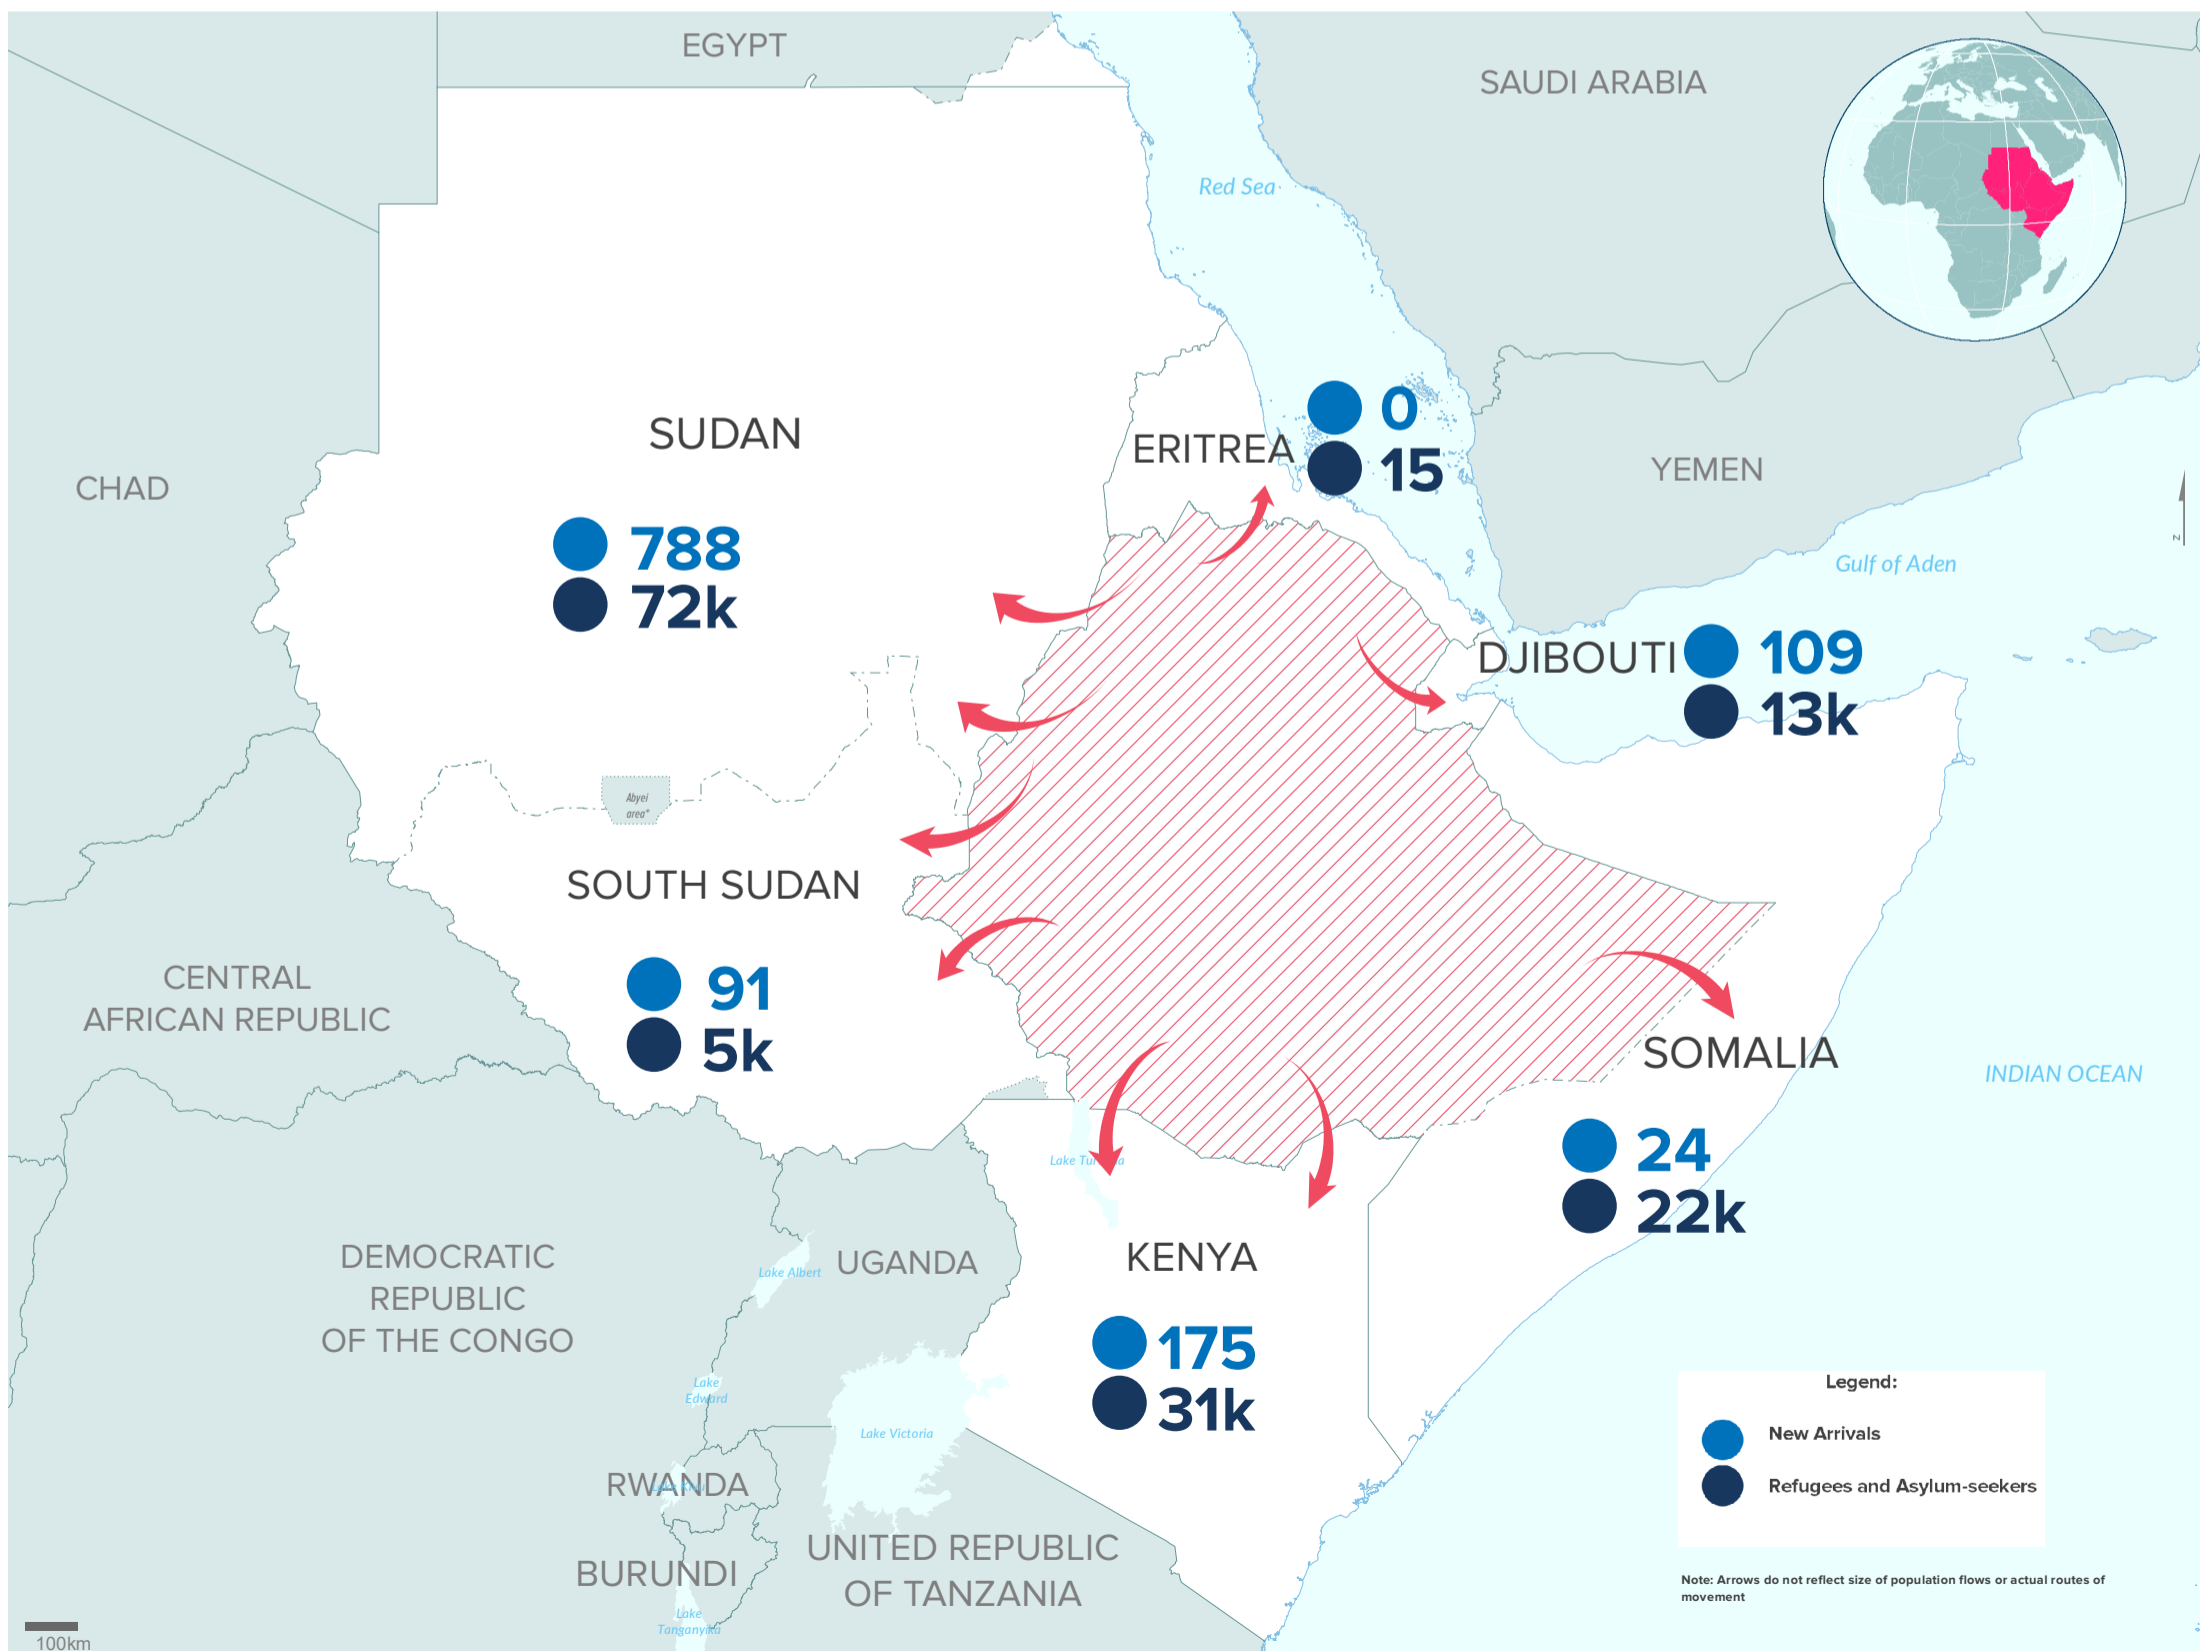 EGYPT
SAUDI ARABIA
Red Sea
SUDAN
ERITREA
0
15
CHAD
YEMEN
788
72k
Gulf of Aden
z
DJIBOUTI
109
13k
Abyei
area*
SOUTH SUDAN
91
5k
CENTRAL
AFRICAN REPUBLIC
SOMALIA
24
22k
INDIAN OCEAN
Lake
DEMOCRATIC
REPUBLIC
OF THE CONGO
Lake Albert
UGANDA
KENYA
175
31k
Lake
Edward
Lake Victoria
RWANDA
BURUNDI
UNITED REPUBLIC
OF TANZANIA
Lake
Tanganyika
100km
Legend:
New Arrivals
Refugees and Asylum-seekers
Note: Arrows do not reflect size of population flows or actual routes of
movement